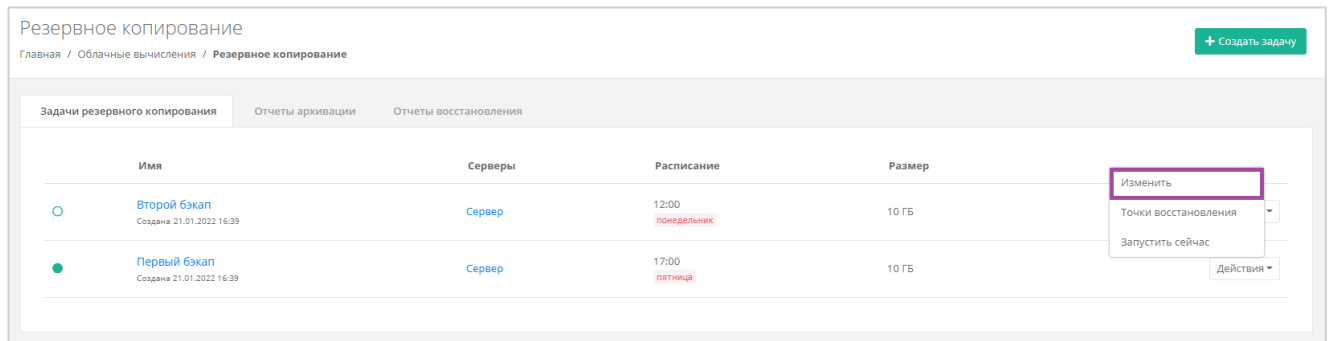 Резервное копирование
Главная / Облачные вычисления / Резервное копирование
+ Создать задачу
Задачи резервного копирования Отчеты архивации Отчеты восстановления
Имя Серверы Расписание Размер
Изменить
Второй бэкап Сервер 12:00 10 ГБ Точки восстановления
Создана 21.01.2022 16:39 понедельник
Запустить сейчас
Первый бэкап Сервер 17:00 10 ГБ Действия
Создана 21.01.2022 16:39 пятница